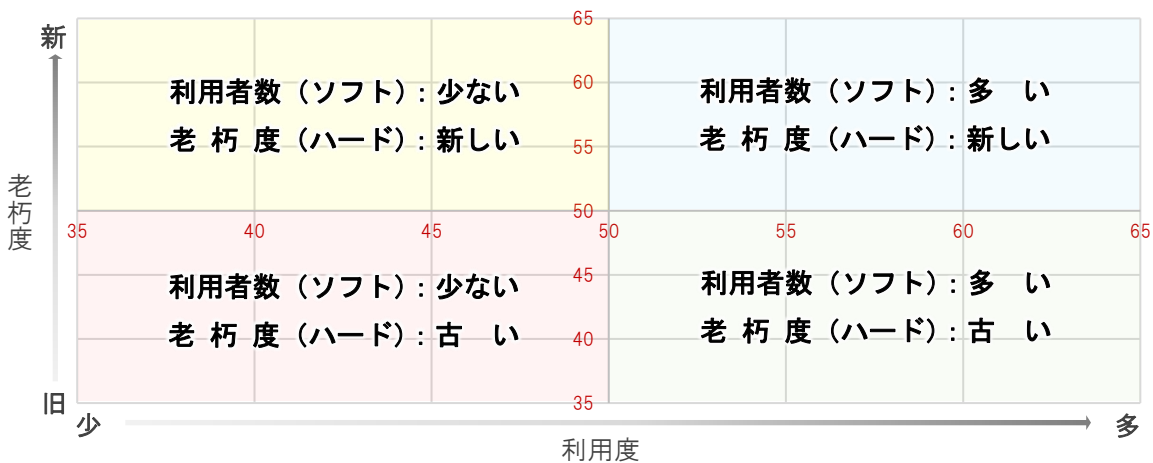 65
新
60
利用者数（ソフト）：少ない
利用者数（ソフト）：多　い
老 朽 度（ハード）：新しい
老 朽 度（ハード）：新しい
55
老朽度
50
35 40 45 50 55 60 65
45
利用者数（ソフト）：少ない
利用者数（ソフト）：多　い
老 朽 度（ハード）：古　い
老 朽 度（ハード）：古　い
40
35
旧
少
多
利用度